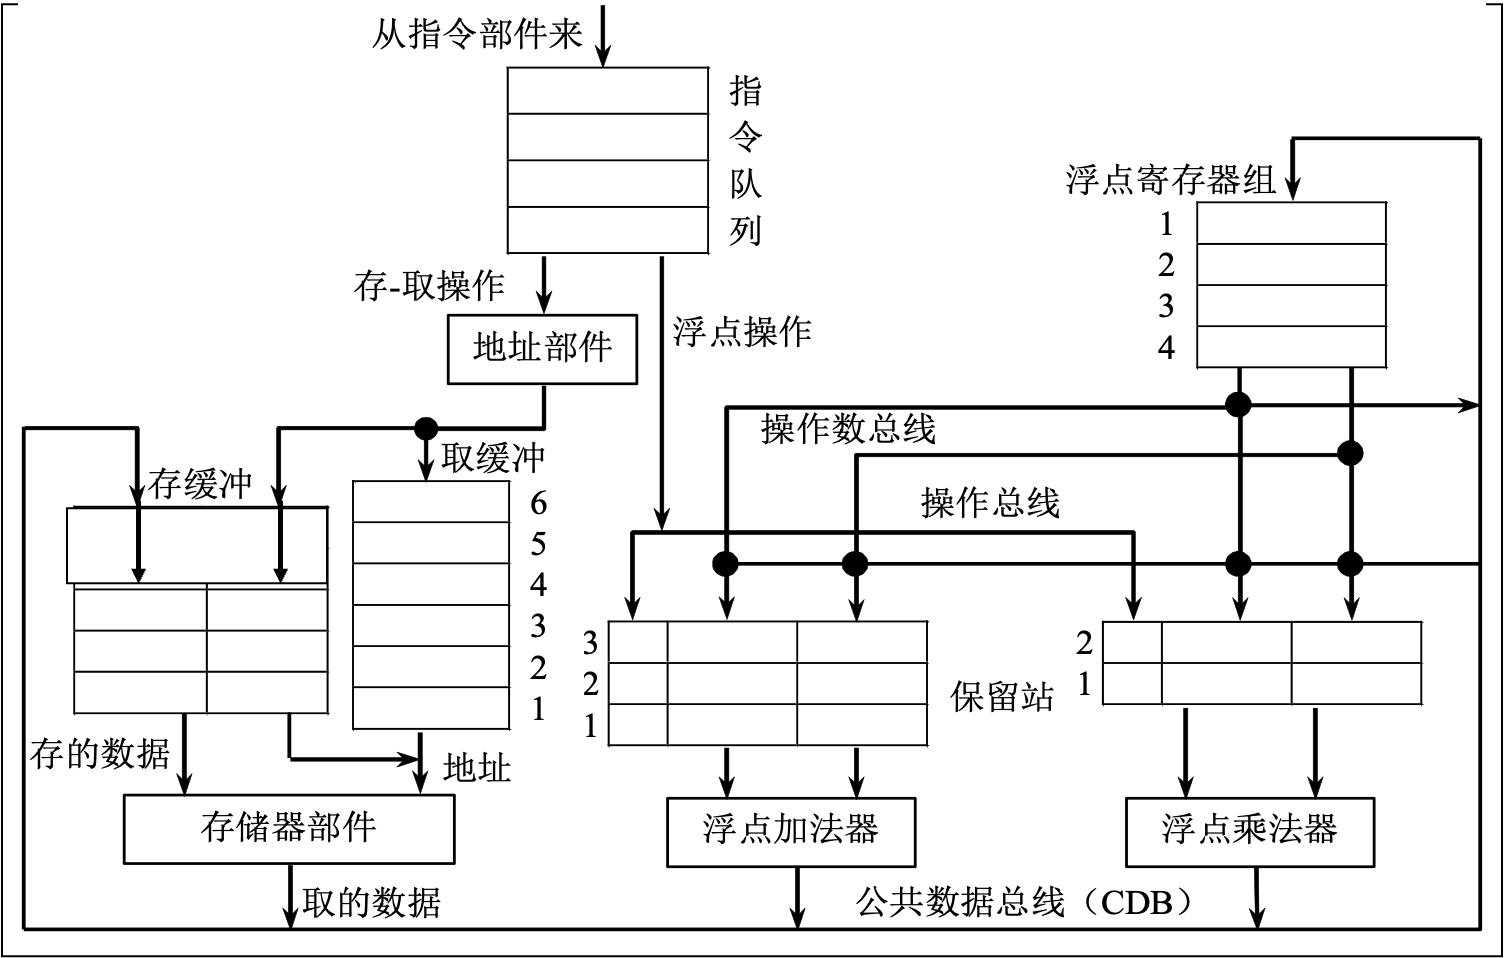 从指令部件来
指
令
队
列
浮点寄存器组
1
2
3
4
存-取操作
浮点操作
地址部件
操作数总线
取缓冲
存缓冲
操作总线
6
5
4
3
2
1
3
2
1
保留站
2
1
存的数据
地址
存储器部件
浮点加法器
浮点乘法器
取的数据
公共数据总线（CDB）